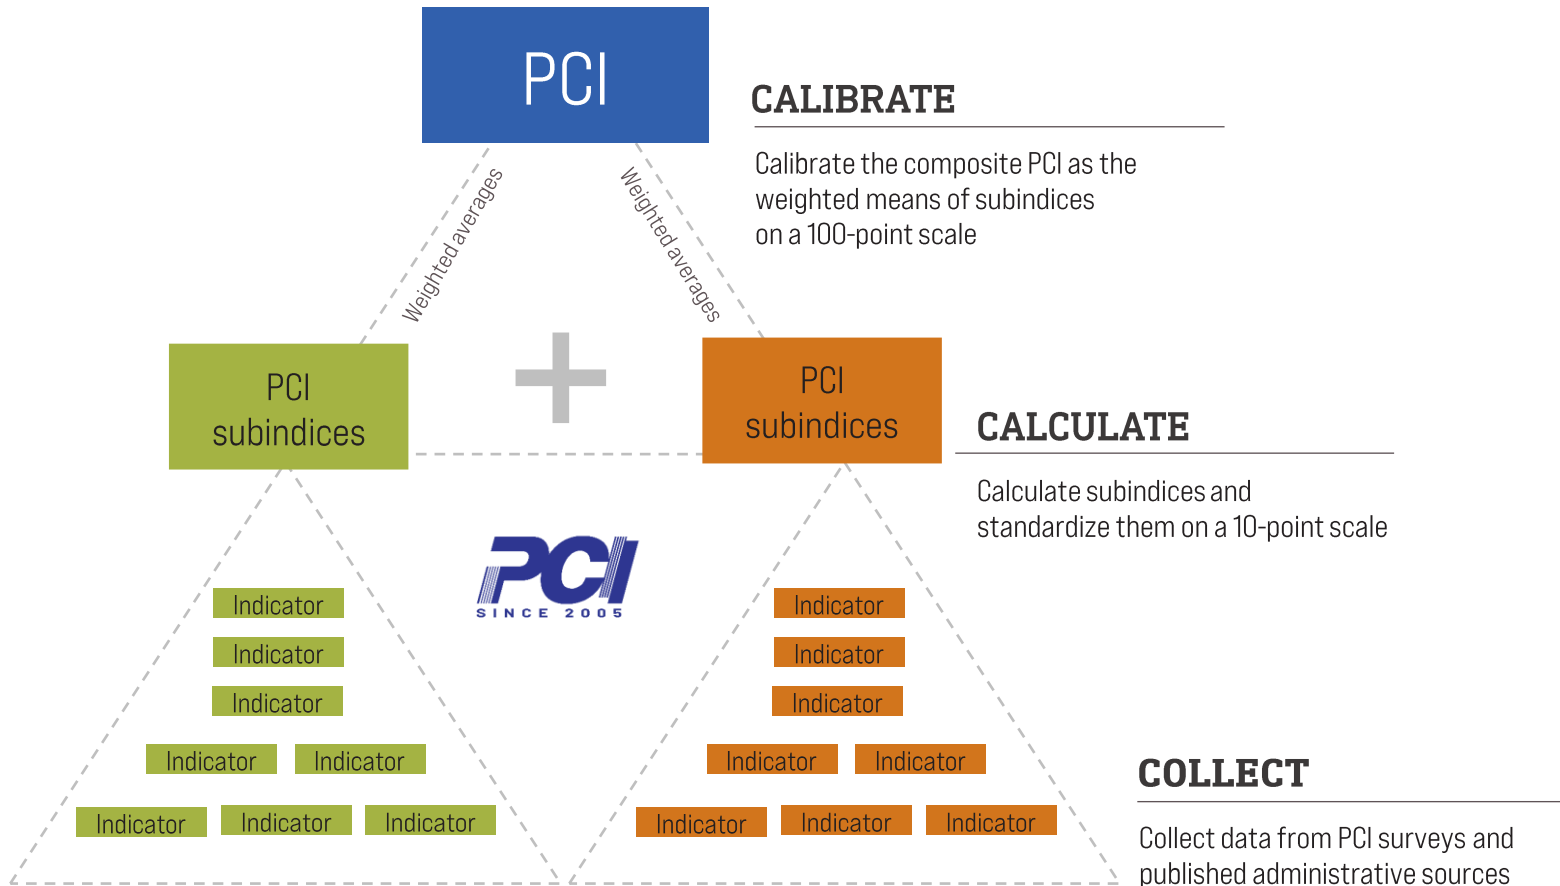 PCI
CALIBRATE
Calibrate the composite PCI as the
weighted means of subindices
on a 100-point scale
Weighted averages
Weighted averages
PCI
subindices
PCI
subindices
CALCULATE
Calculate subindices and
standardize them on a 10-point scale
PCI
SINCE 2005
Indicator
Indicator
Indicator
Indicator Indicator
Indicator Indicator Indicator
Indicator
Indicator
Indicator
Indicator Indicator
Indicator Indicator Indicator
COLLECT
Collect data from PCI surveys and
published administrative sources